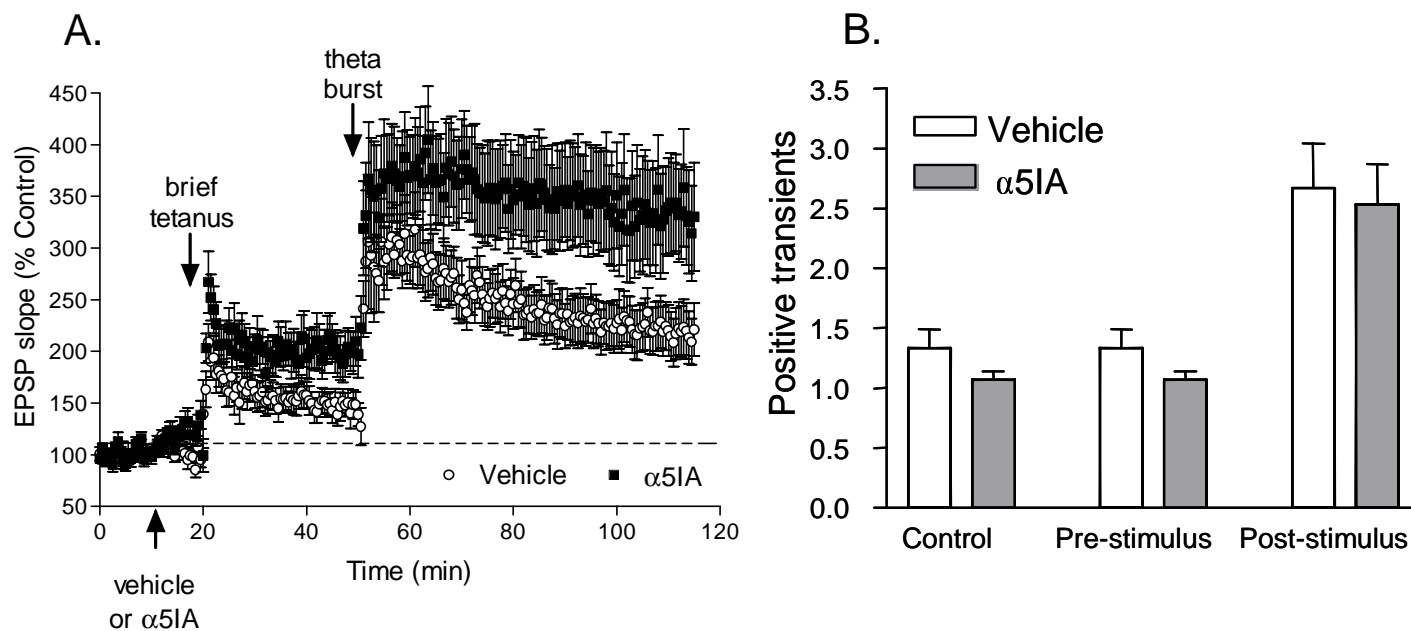 A.
theta
burst
brief
tetanus
EPSP slope (% Control)
450
400
350
300
250
200
150
100
50
Vehicle
α5IA
0
20
40
60
80
100
120
Time (min)
vehicle
or α5IA
B.
Positive transients
3.5
3.0
2.5
2.0
1.5
1.0
0.5
0.0
Vehicle
α5IA
Control
Pre-stimulus
Post-stimulus